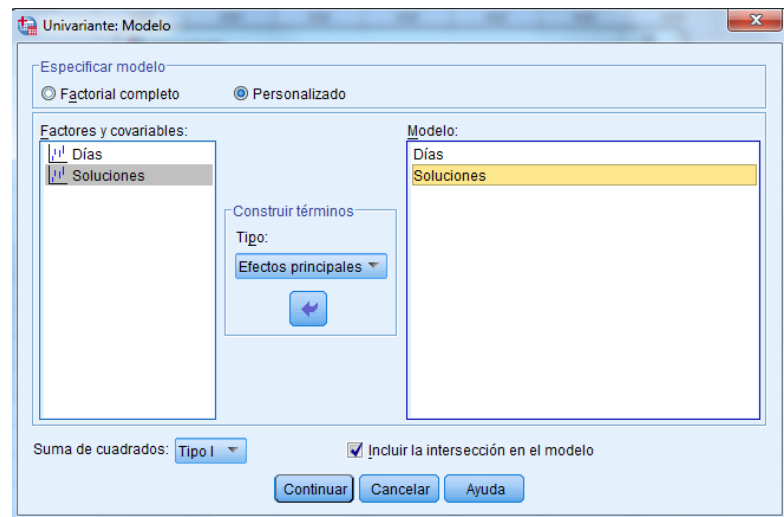 Univariante: Modelo
Especificar modelo
Factorial completo
Personalizado
Factores y covariables:
Días
Soluciones
Construir términos
Tipo:
Efectos principales
Modelo:
Días
Soluciones
Suma de cuadrados: Tipo I
Incluir la intersección en el modelo
Continuar
Cancelar
Ayuda